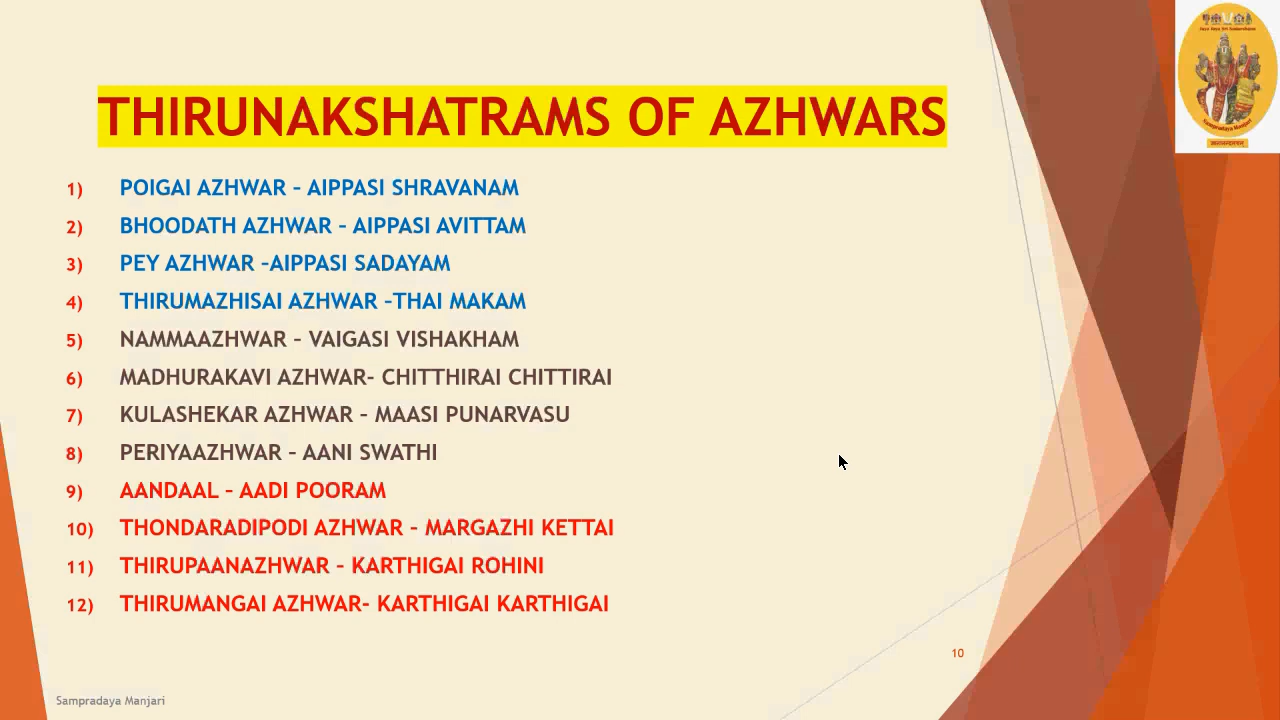 THIRUNAKSHATRAMS OF AZHWARS
1) POIGAI AZHWAR – AIPPASI SHRAVANAM
2) BHOODATH AZHWAR – AIPPASI AVITTAM
3) PEY AZHWAR –AIPPASI SADAYAM
4) THIRUMAZHISAI AZHWAR –THAI MAKAM
5) NAMMAAZHWAR – VAIGASI VISHAKHAM
6) MADHURAKAVI AZHWAR- CHITTHIRAI CHITTIRAI
7) KULASHEKAR AZHWAR – MAASI PUNARVASU
8) PERIYAAZHWAR – AANI SWATHI
9) AANDAAL – AADI POORAM
10) THONDARADIPODI AZHWAR – MARGAZHI KETTAI
11) THIRUPAANAZHWAR – KARTHIGAI ROHINI
12) THIRUMANGAI AZHWAR- KARTHIGAI KARTHIGAI
10
Sampradaya Manjari
Sampradaya Manjari